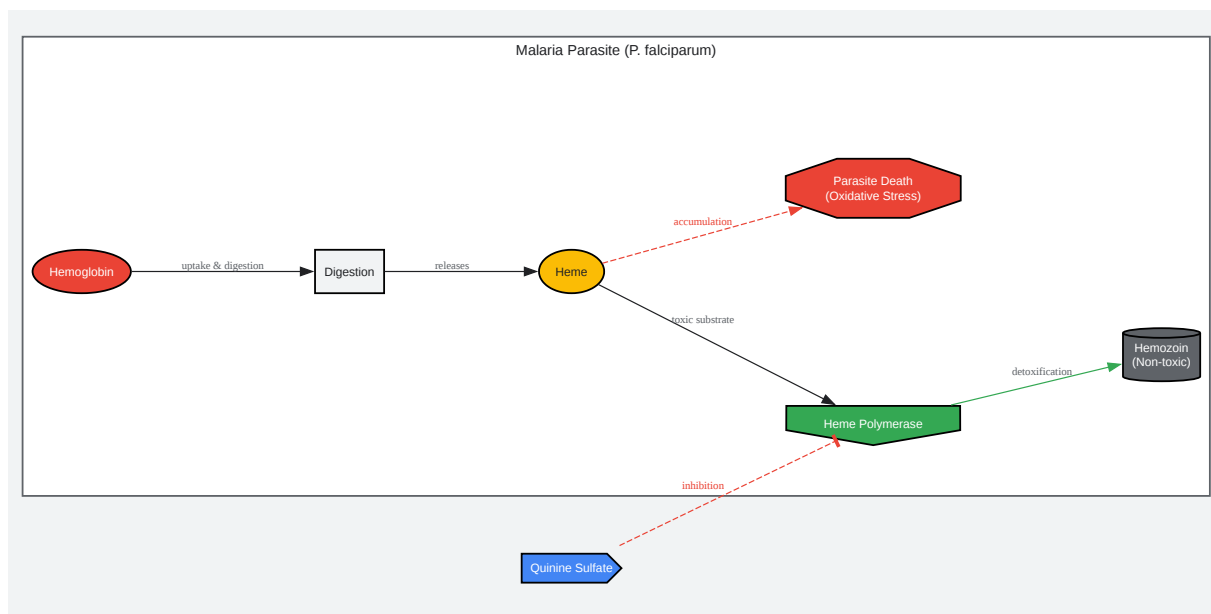 Malaria Parasite (P. falciparum)
Parasite Death
(Oxidative Stress)
accumulation
Hemoglobin
uptake & digestion
Digestion
releases
Heme
toxic substrate
Hemozoin
(Non-toxic)
detoxification
Heme Polymerase
inhibition
Quinine Sulfate